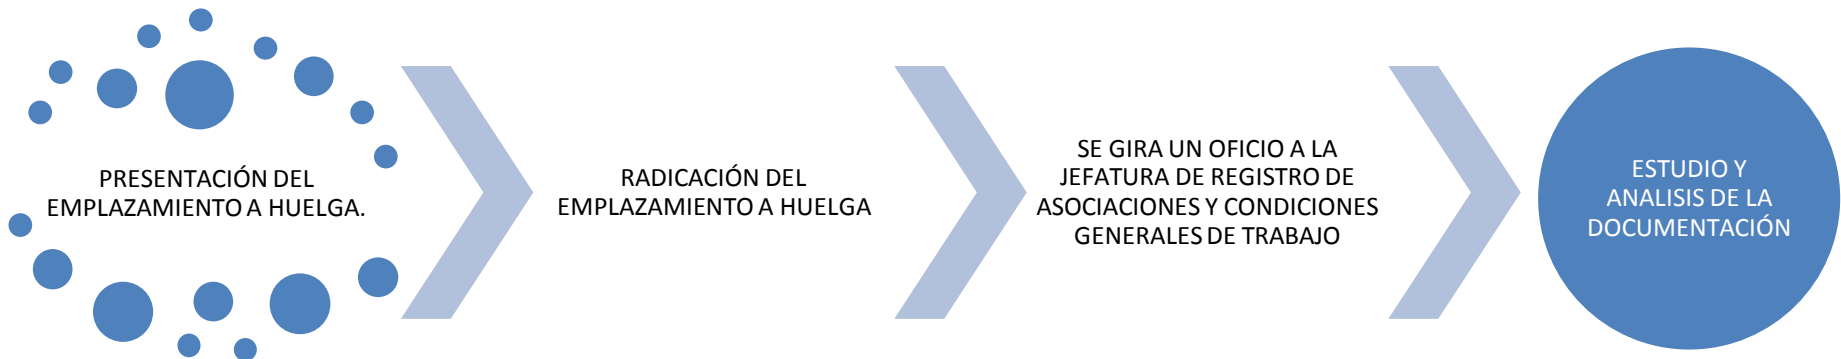 PRESENTACIÓN DEL
EMPLAZAMIENTO A HUELGA.
RADICACIÓN DEL
EMPLAZAMIENTO A HUELGA
SE GIRA UN OFICIO A LA
JEFATURA DE REGISTRO DE
ASOCIACIONES Y CONDICIONES
GENERALES DE TRABAJO
ESTUDIO Y
ANALISIS DE LA
DOCUMENTACIÓN